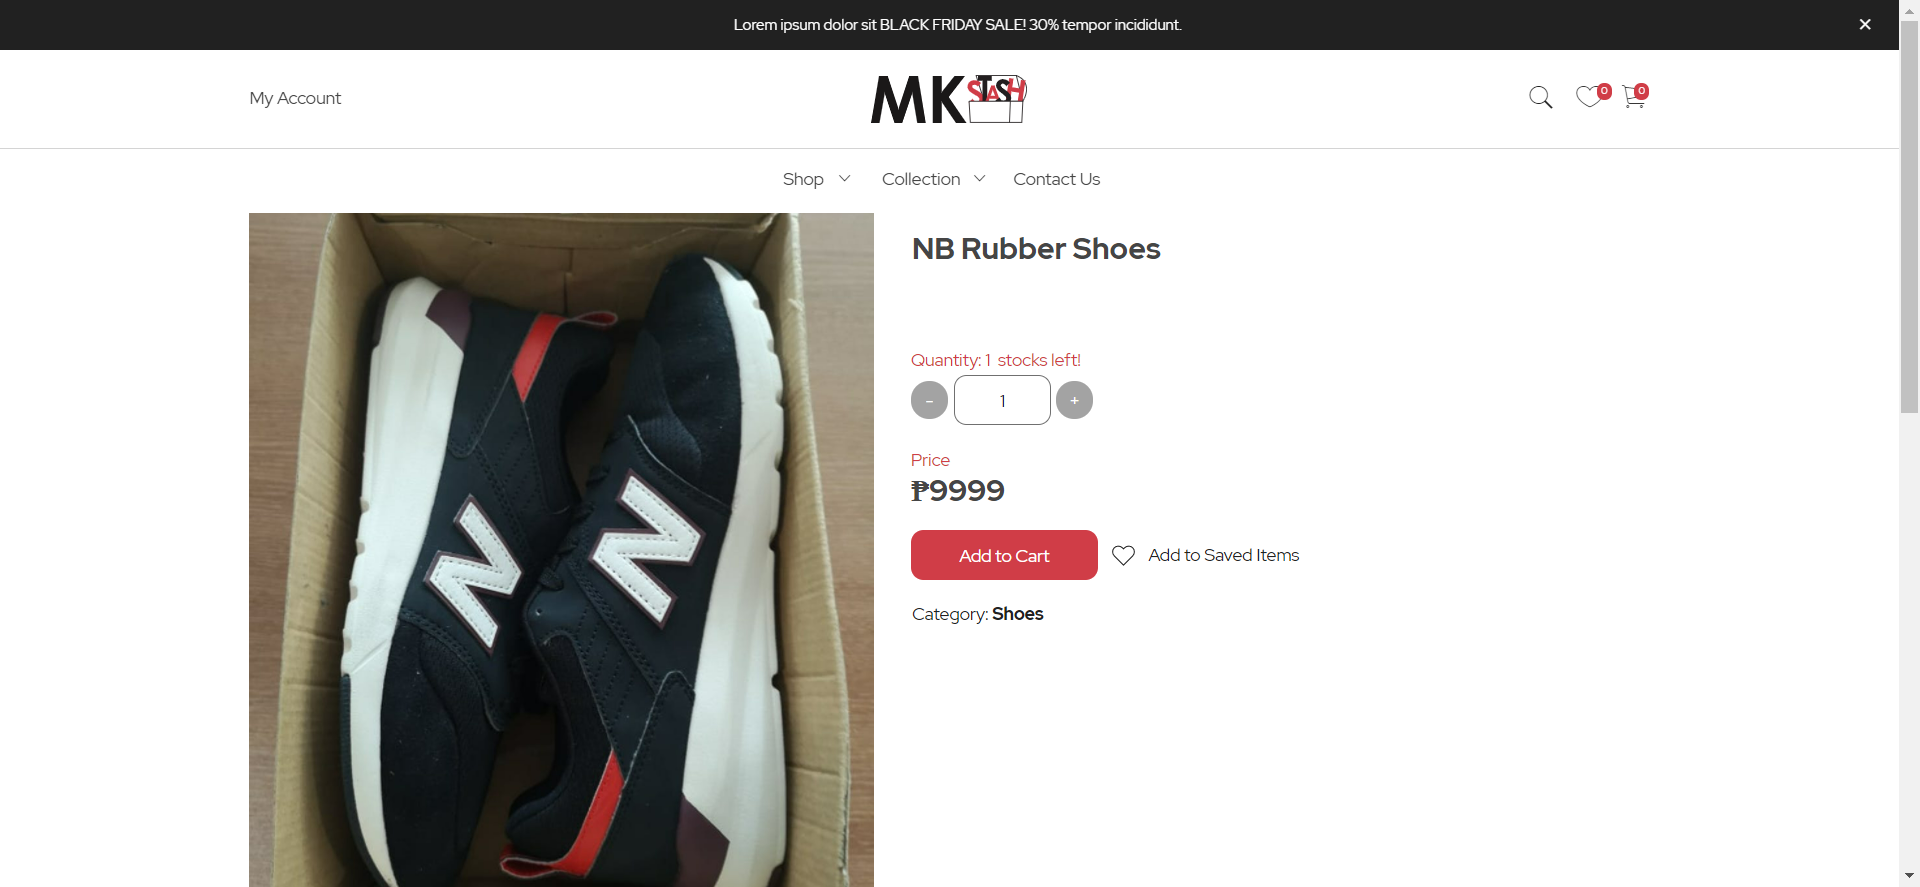 Lorem ipsum dolor sit BLACK FRIDAY SALE! 30% tempor incididunt.
My Account
MK STASH
0
0
Shop
Collection
Contact Us
NB Rubber Shoes
Quantity: 1 stocks left!
- 1 +
Price
₱9999
Add to Cart
Add to Saved Items
Category: Shoes
N
N